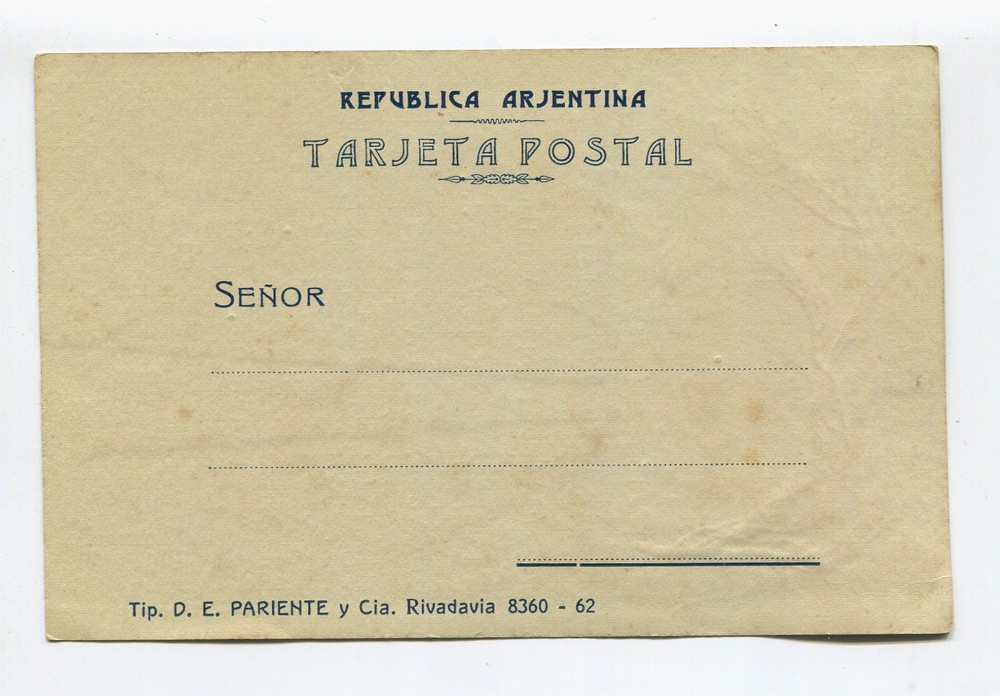 REPUBLICA ARJENTINA
TARJETA POSTAL
SEÑOR
Tip. D. E. PARIENTE y Cia. Rivadavia 8360 - 62